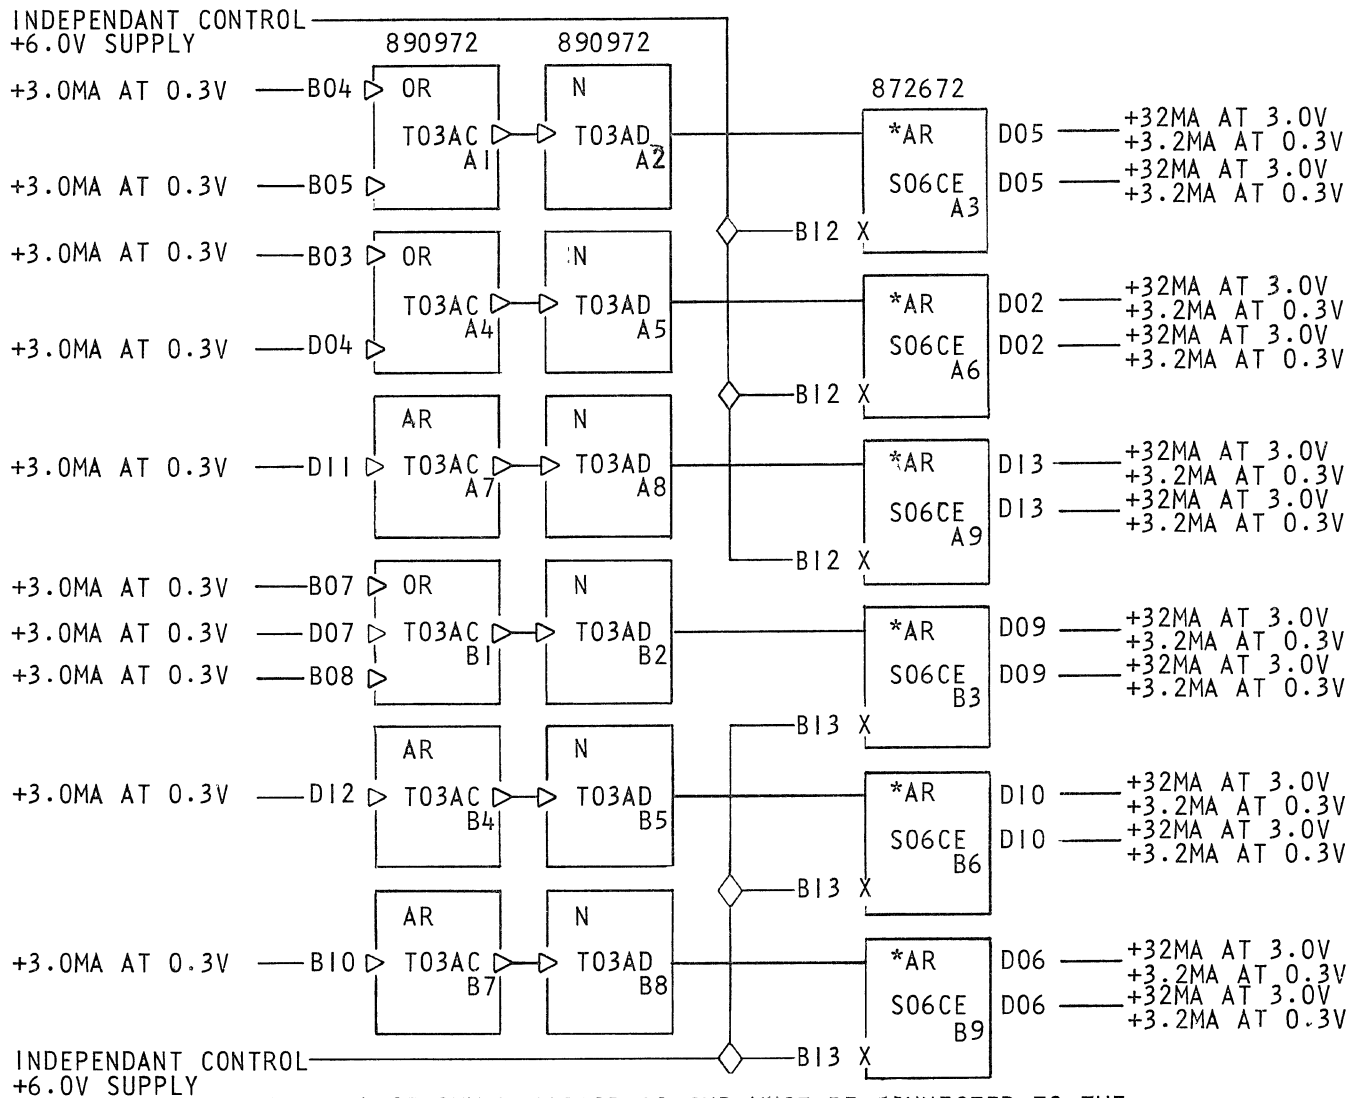 INDEPENDANT CONTROL
+6.0V SUPPLY
890972 890972
872672
+3.0MA AT 0.3V B04 OR N
T03AC A1 T03AD A2
*AR D05 +32MA AT 3.0V
+3.2MA AT 0.3V
+3.0MA AT 0.3V B05
S06CE A3 D05 +32MA AT 3.0V
+3.2MA AT 0.3V
B12 X
+3.0MA AT 0.3V B03 OR N
T03AC A4 T03AD A5
*AR D02 +32MA AT 3.0V
+3.2MA AT 0.3V
+3.0MA AT 0.3V D04
S06CE A6 D02 +32MA AT 3.0V
+3.2MA AT 0.3V
B12 X
AR N
+3.0MA AT 0.3V D11 T03AC A7 T03AD A8
*AR D13 +32MA AT 3.0V
+3.2MA AT 0.3V
S06CE A9 D13 +32MA AT 3.0V
+3.2MA AT 0.3V
B12 X
+3.0MA AT 0.3V B07 OR N
+3.0MA AT 0.3V D07 T03AC B1 T03AD B2
*AR D09 +32MA AT 3.0V
+3.2MA AT 0.3V
+3.0MA AT 0.3V B08
S06CE B3 D09 +32MA AT 3.0V
+3.2MA AT 0.3V
B13 X
AR N
+3.0MA AT 0.3V D12 T03AC B4 T03AD B5
*AR D10 +32MA AT 3.0V
+3.2MA AT 0.3V
S06CE B6 D10 +32MA AT 3.0V
+3.2MA AT 0.3V
B13 X
AR N
+3.0MA AT 0.3V B10 T03AC B7 T03AD B8
*AR D06 +32MA AT 3.0V
+3.2MA AT 0.3V
S06CE B9 D06 +32MA AT 3.0V
+3.2MA AT 0.3V
B13 X
INDEPENDANT CONTROL
+6.0V SUPPLY